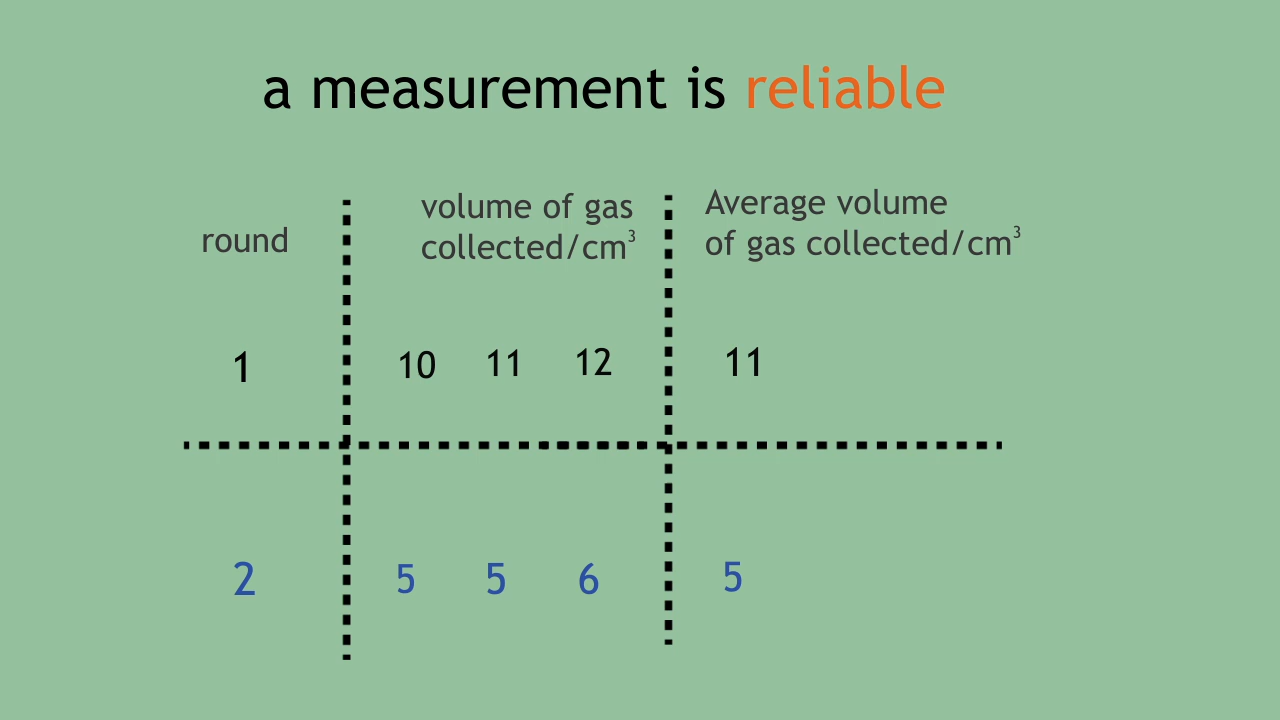 a measurement is reliable
round
volume of gas
collected/cm³
Average volume
of gas collected/cm³
1 10 11 12 11
2 5 5 6 5